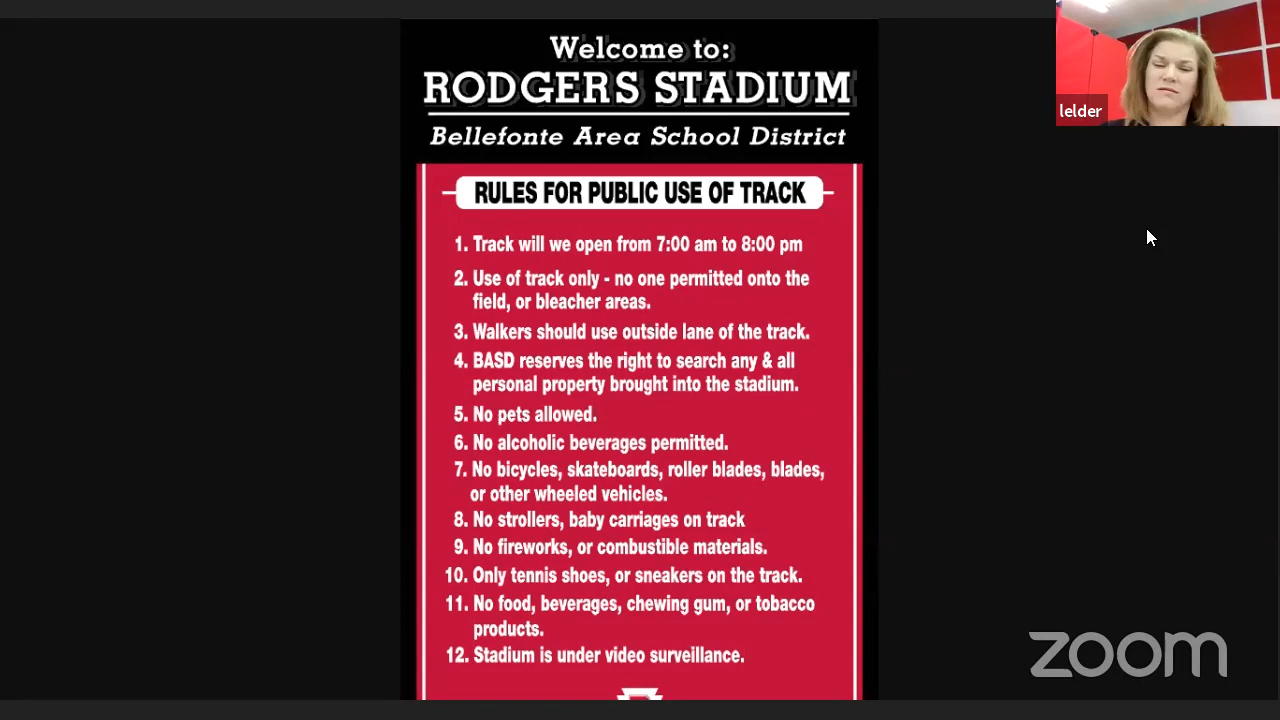 Welcome to:
RODGERS STADIUM
Bellefonte Area School District
RULES FOR PUBLIC USE OF TRACK
1. Track will we open from 7:00 am to 8:00 pm
2. Use of track only - no one permitted onto the
field, or bleacher areas.
3. Walkers should use outside lane of the track.
4. BASD reserves the right to search any & all
personal property brought into the stadium.
5. No pets allowed.
6. No alcoholic beverages permitted.
7. No bicycles, skateboards, roller blades, blades,
or other wheeled vehicles.
8. No strollers, baby carriages on track
9. No fireworks, or combustible materials.
10. Only tennis shoes, or sneakers on the track.
11. No food, beverages, chewing gum, or tobacco
products.
12. Stadium is under video surveillance.
lelder
zoom